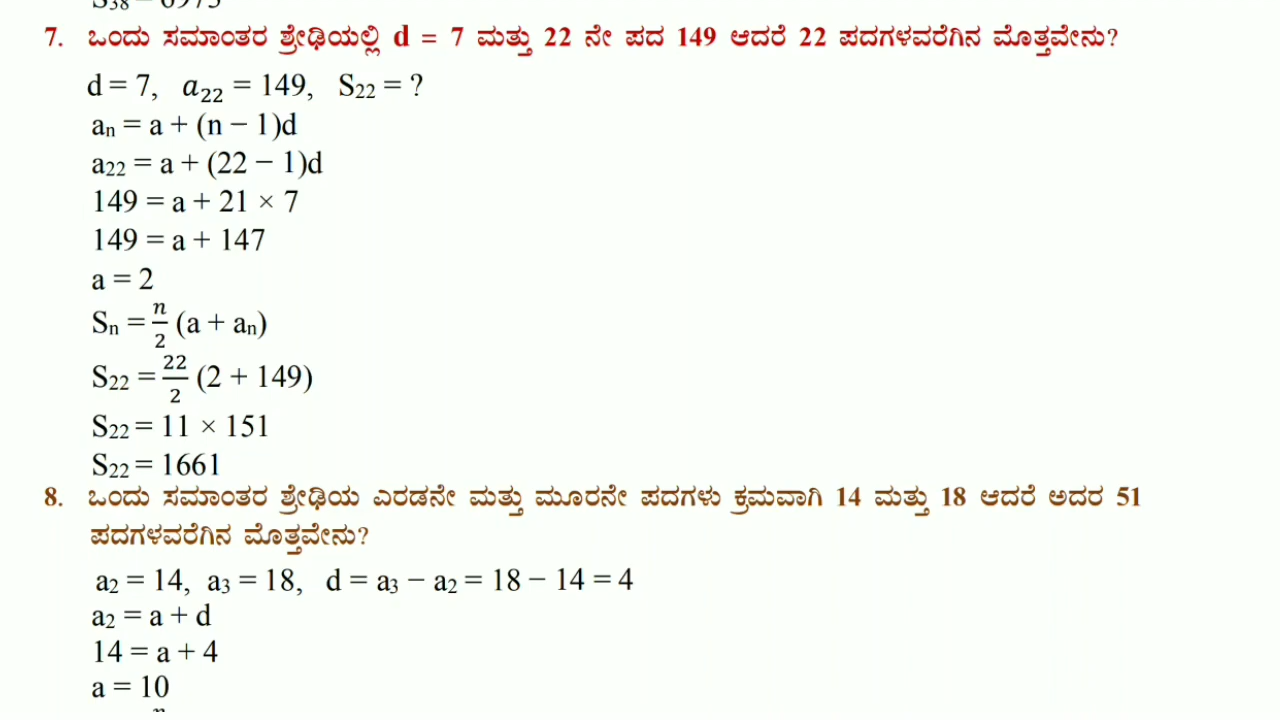 7. ಒಂದು ಸಮಾಂತರ ಶ್ರೇಢಿಯಲ್ಲಿ d = 7 ಮತ್ತು 22 ನೇ ಪದ 149 ಆದರೆ 22 ಪದಗಳವರೆಗಿನ ಮೊತ್ತವೇನು?
d = 7, a₂₂ = 149, S₂₂ = ?
aₙ = a + (n − 1)d
a₂₂ = a + (22 − 1)d
149 = a + 21 × 7
149 = a + 147
a = 2
Sₙ = n/2 (a + aₙ)
S₂₂ = 22/2 (2 + 149)
S₂₂ = 11 × 151
S₂₂ = 1661
8. ಒಂದು ಸಮಾಂತರ ಶ್ರೇಢಿಯ ಎರಡನೇ ಮತ್ತು ಮೂರನೇ ಪದಗಳು ಕ್ರಮವಾಗಿ 14 ಮತ್ತು 18 ಆದರೆ ಅದರ 51
ಪದಗಳವರೆಗಿನ ಮೊತ್ತವೇನು?
a₂ = 14, a₃ = 18, d = a₃ − a₂ = 18 − 14 = 4
a₂ = a + d
14 = a + 4
a = 10